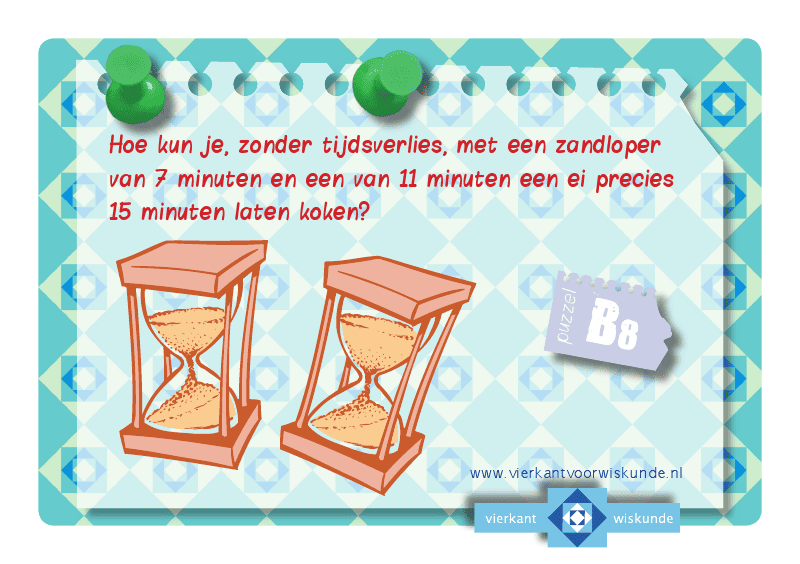 Hoe kun je, zonder tijdsverlies, met een zandloper
van 7 minuten en een van 11 minuten een ei precies
15 minuten laten koken?
puzzel
B8
www.vierkantvoorwiskunde.nl
vierkant wiskunde